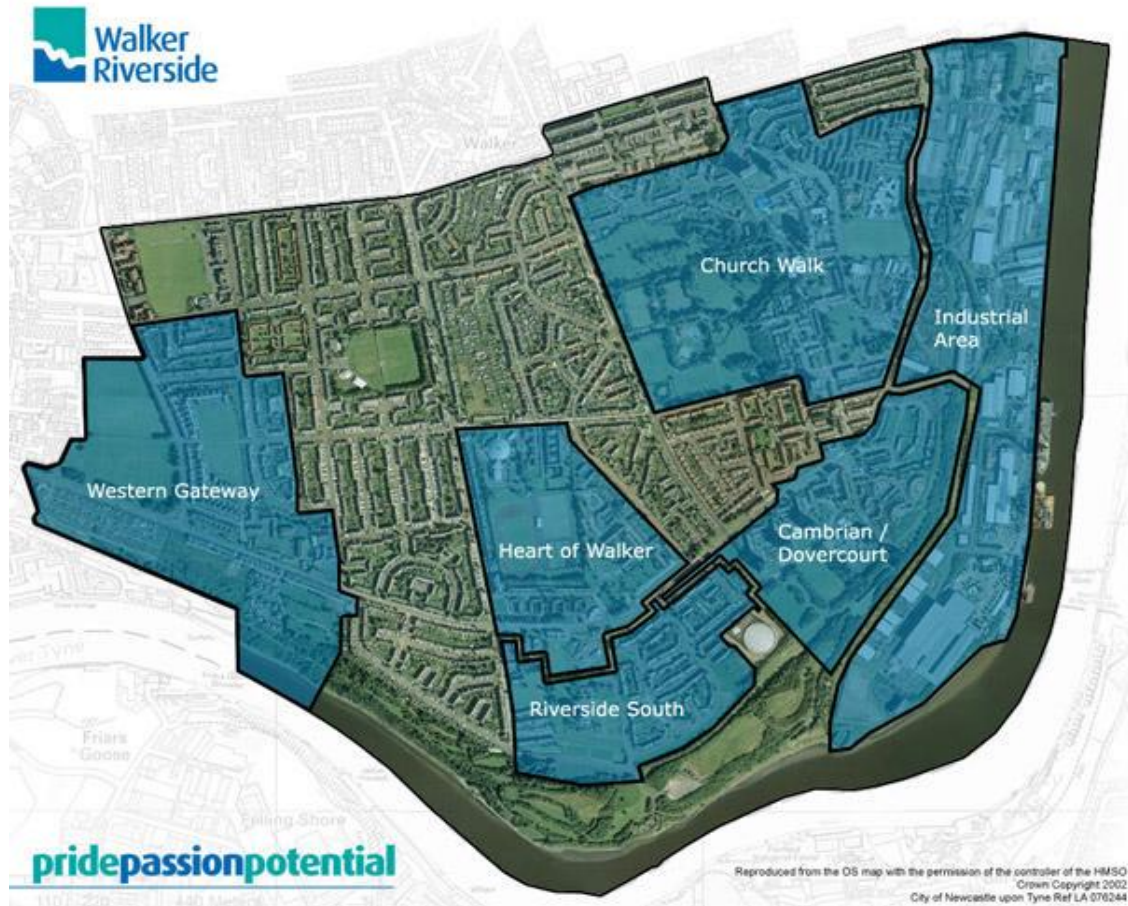 Walker
Riverside
Walker
Church Walk
Industrial
Area
Western Gateway
Heart of Walker
Cambrian /
Dovercourt
Riverside South
Friars
Goose
Felling Shore
pridepassionpotential
Reproduced from the OS map with the permission of the controller of the HMSO
Crown Copyright 2002
City of Newcastle upon Tyne Ref LA 076244